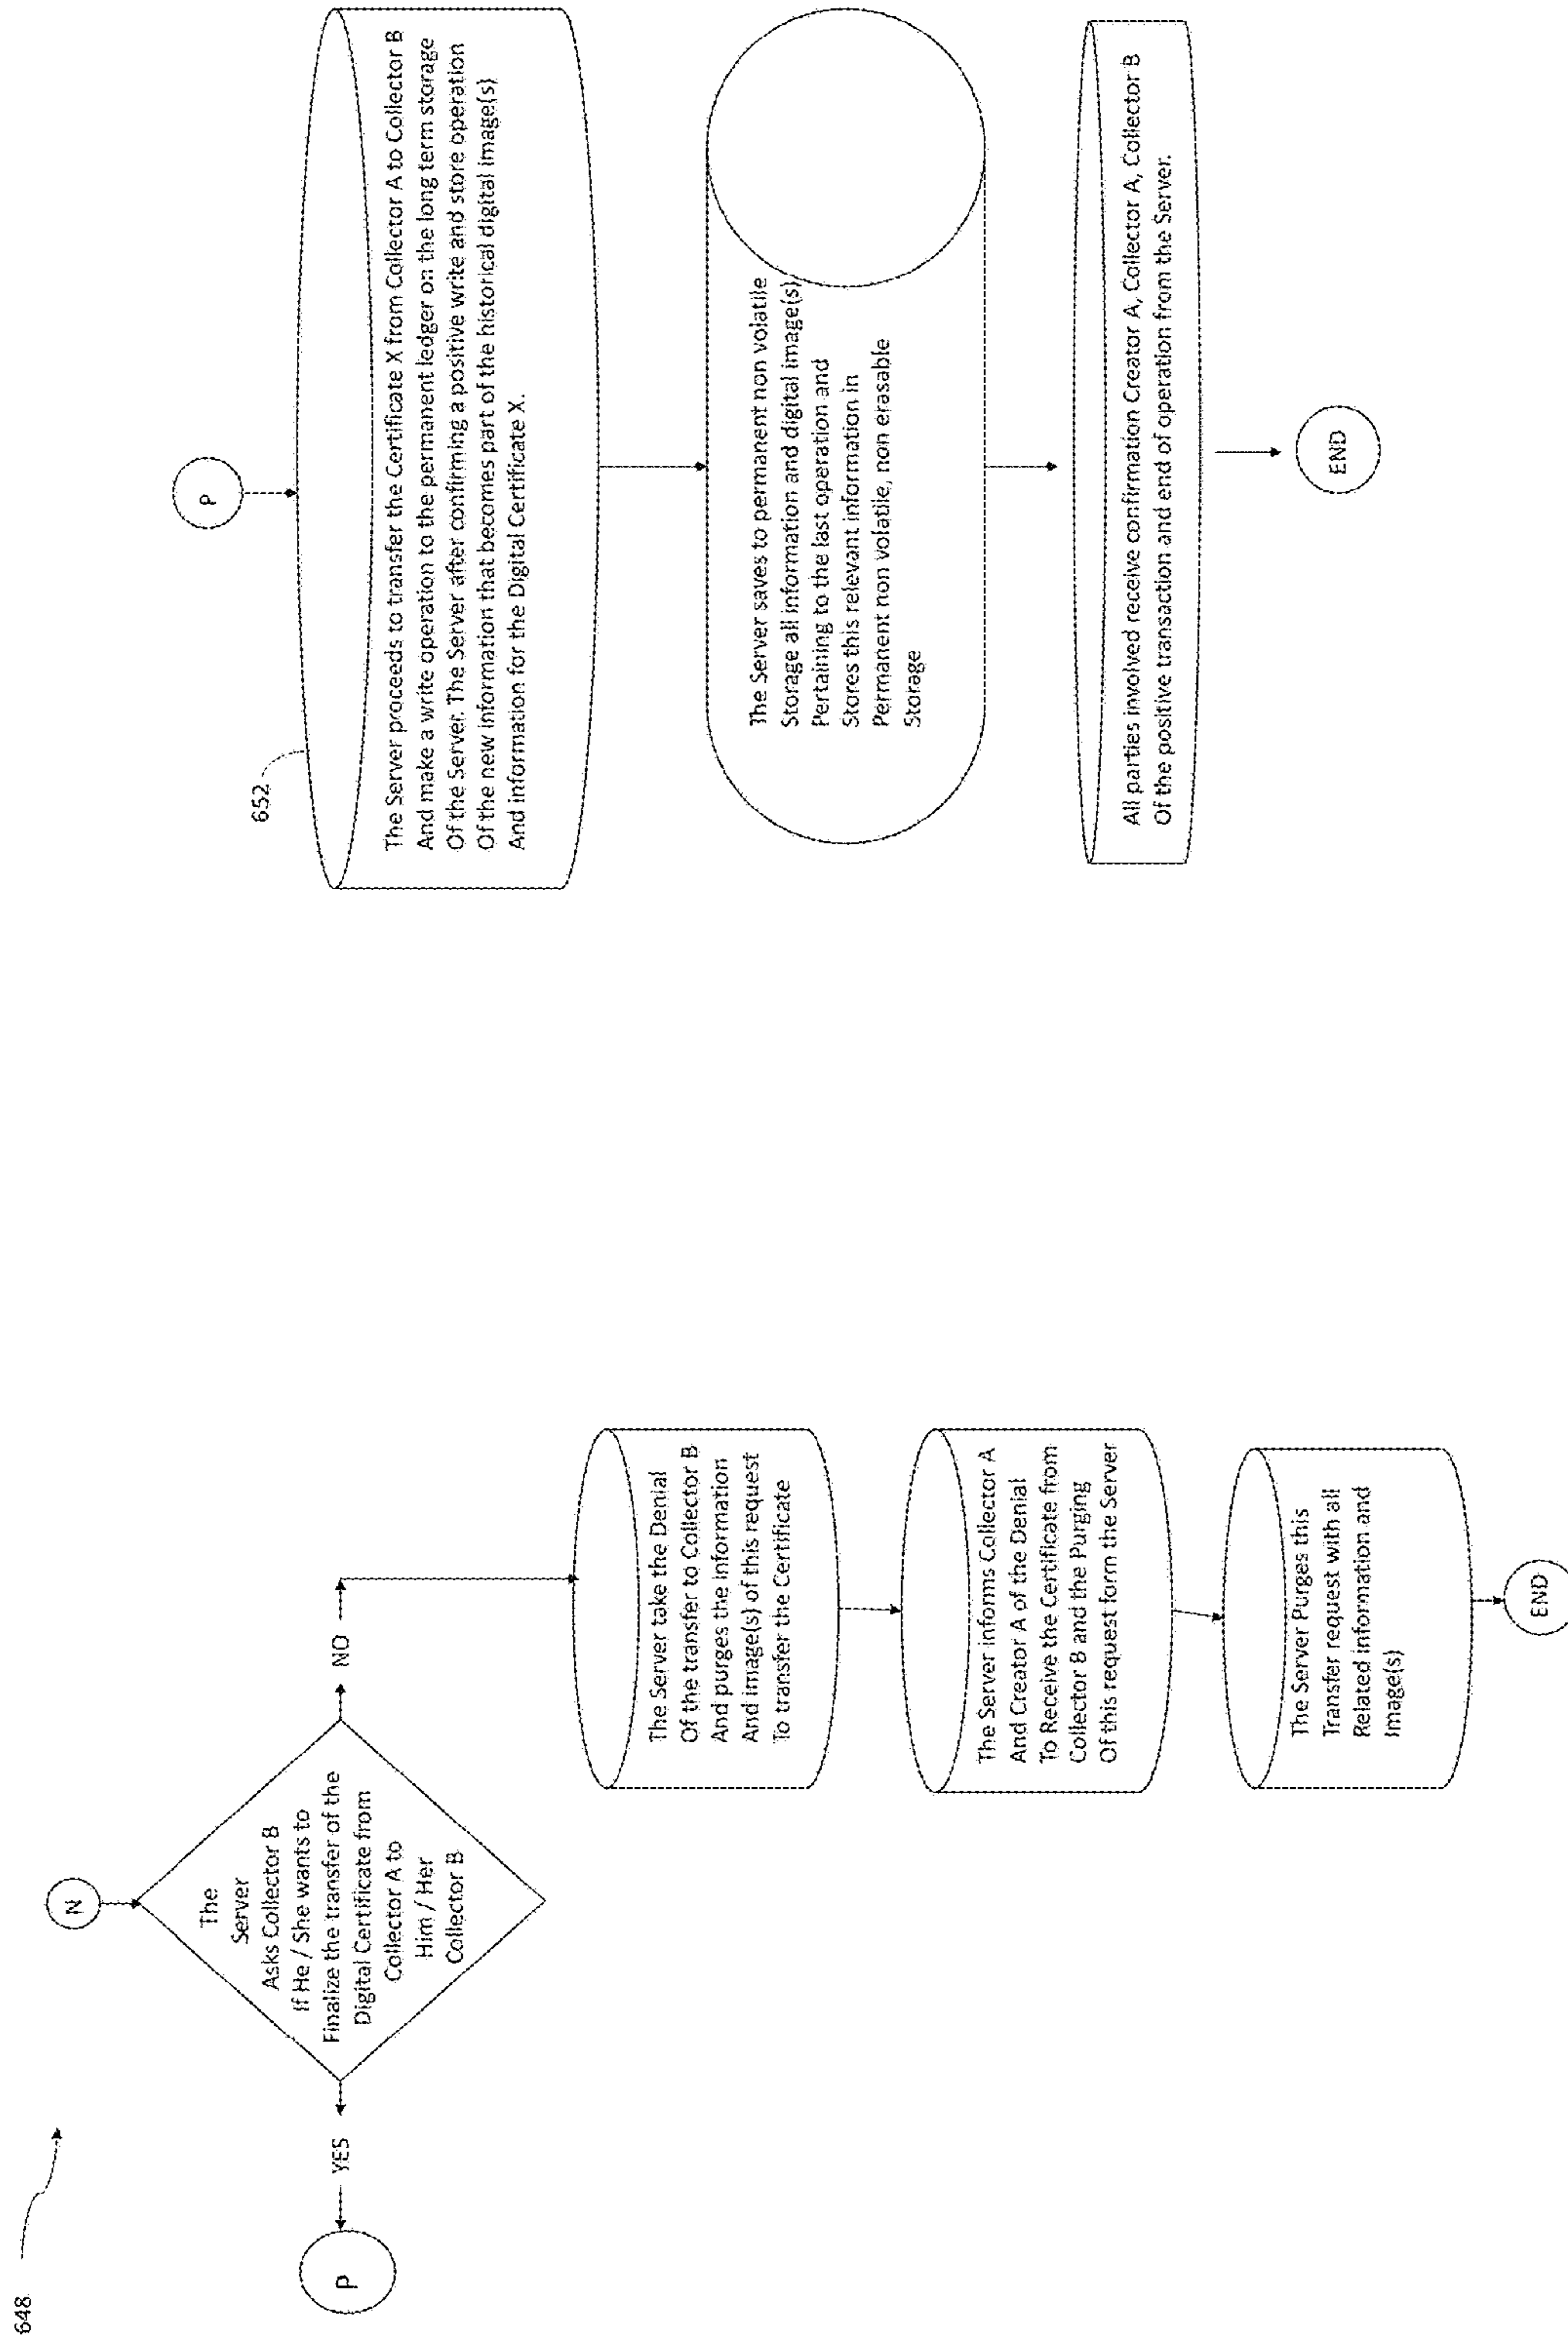 648
N
The
Server
Asks Collector B
If He / She wants to
Finalize the transfer of the
Digital Certificate from
Collector A to
Him / Her
Collector B
YES
P
NO
The Server take the Denial
Of the transfer to Collector B
And purges the Information
And image(s) of this request
To transfer the Certificate
The Server informs Collector A
And Creator A of the Denial
To Receive the Certificate from
Collector B and the Purging
Of this request form the Server
The Server Purges this
Transfer request with all
Related information and
Image(s)
END
P
652
The Server proceeds to transfer the Certificate X from Collector A to Collector B
And make a write operation to the permanent ledger on the long term storage
Of the Server. The Server after confirming a positive write and store operation
Of the new information that becomes part of the historical digital image(s)
And information for the Digital Certificate X.
The Server saves to permanent non volatile
Storage all information and digital image(s)
Pertaining to the last operation and
Stores this relevant information in
Permanent non volatile, non erasable
Storage
All parties involved receive confirmation Creator A, Collector A, Collector B
Of the positive transaction and end of operation from the Server.
END